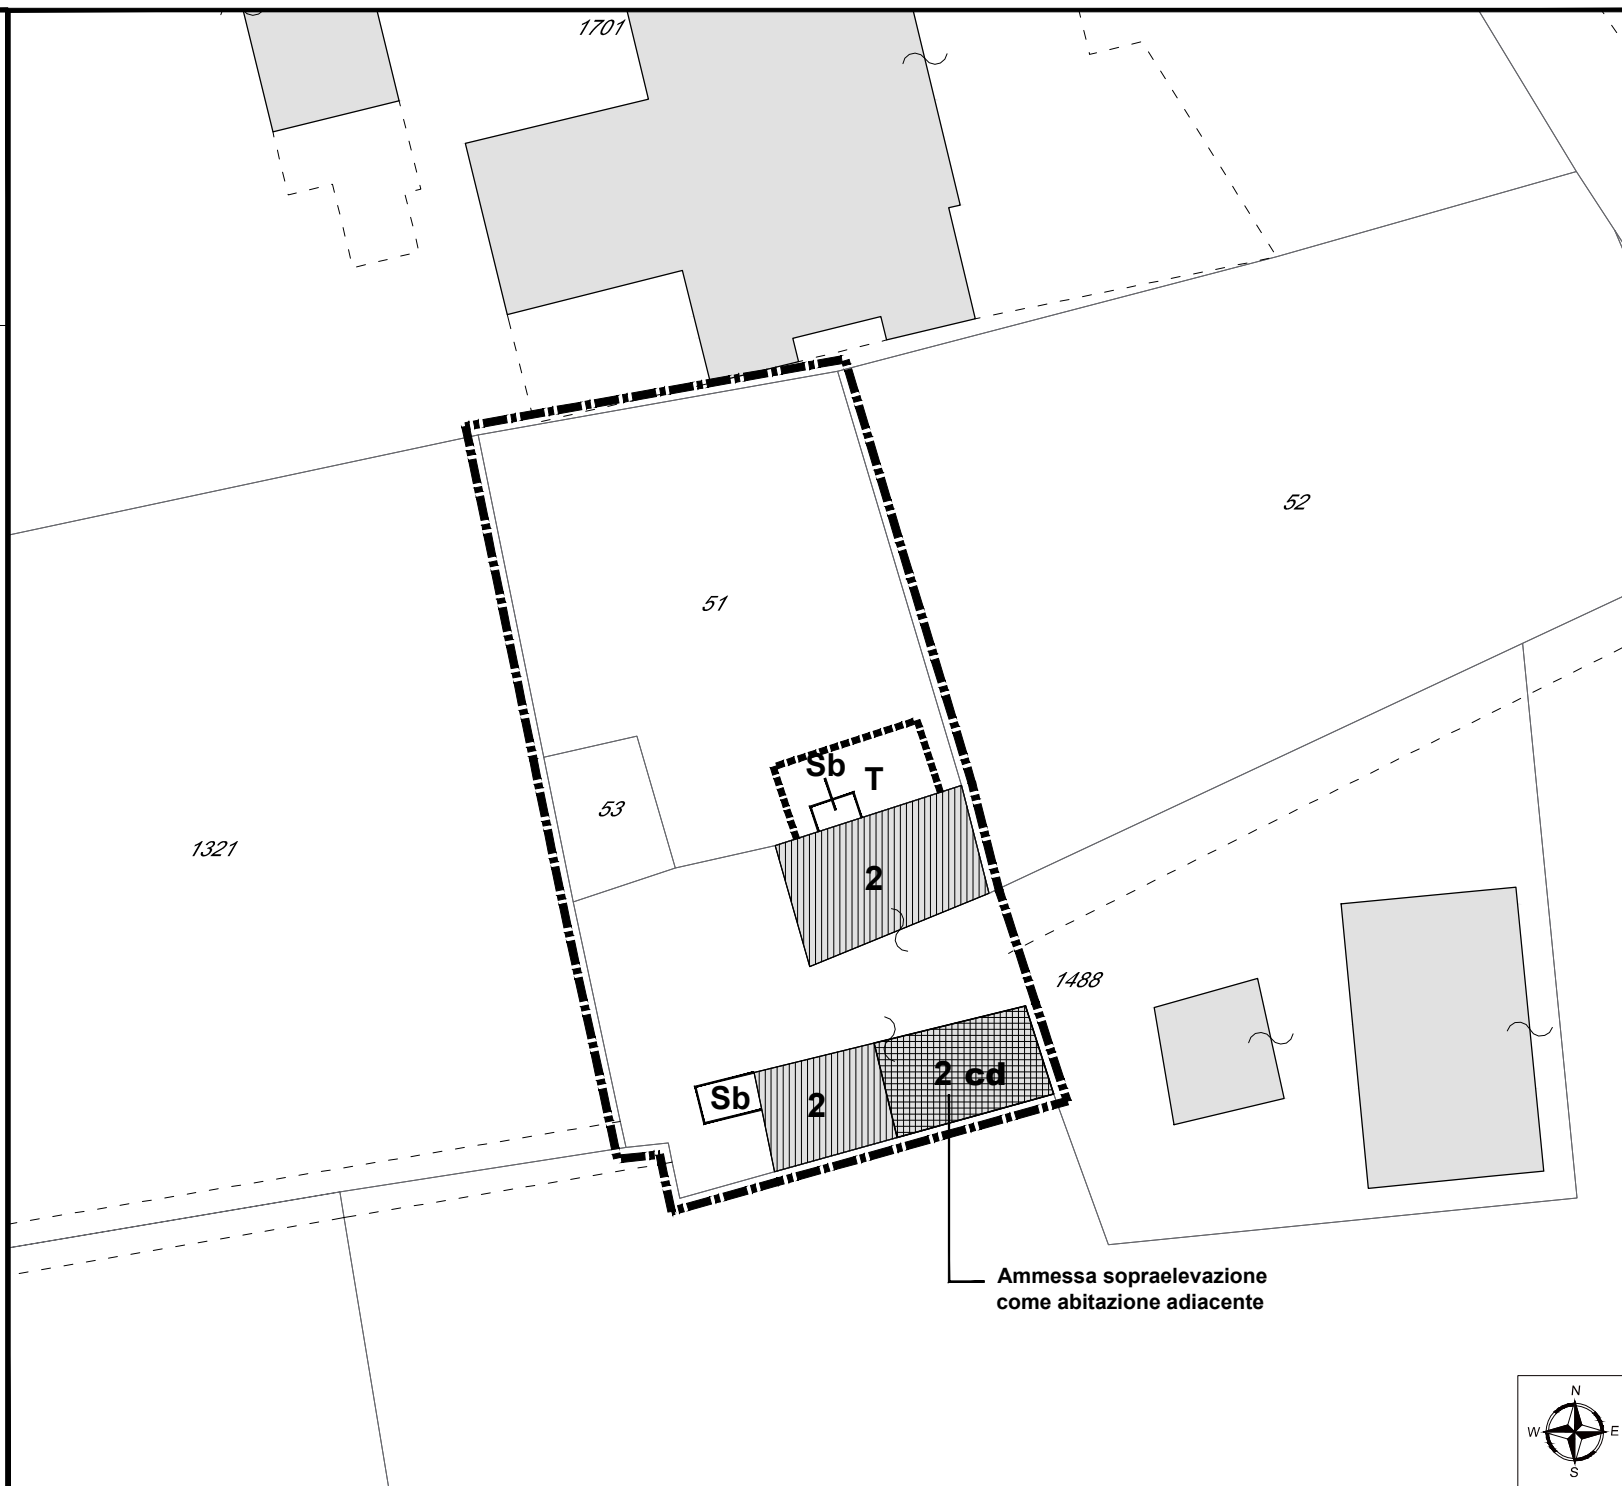 1701
52
51
Sb
T
53
1321
2
1488
2 cd
Sb
2
Ammessa sopraelevazione
come abitazione adiacente
N
W E
S